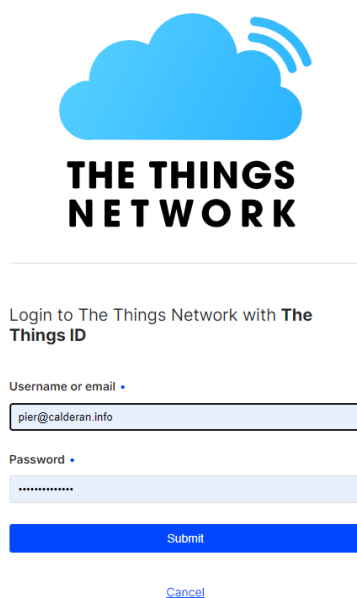 THE THINGS
NETWORK
Login to The Things Network with The
Things ID
Username or email •
pier@calderan.info
Password •
••••••••••••••
Submit
Cancel